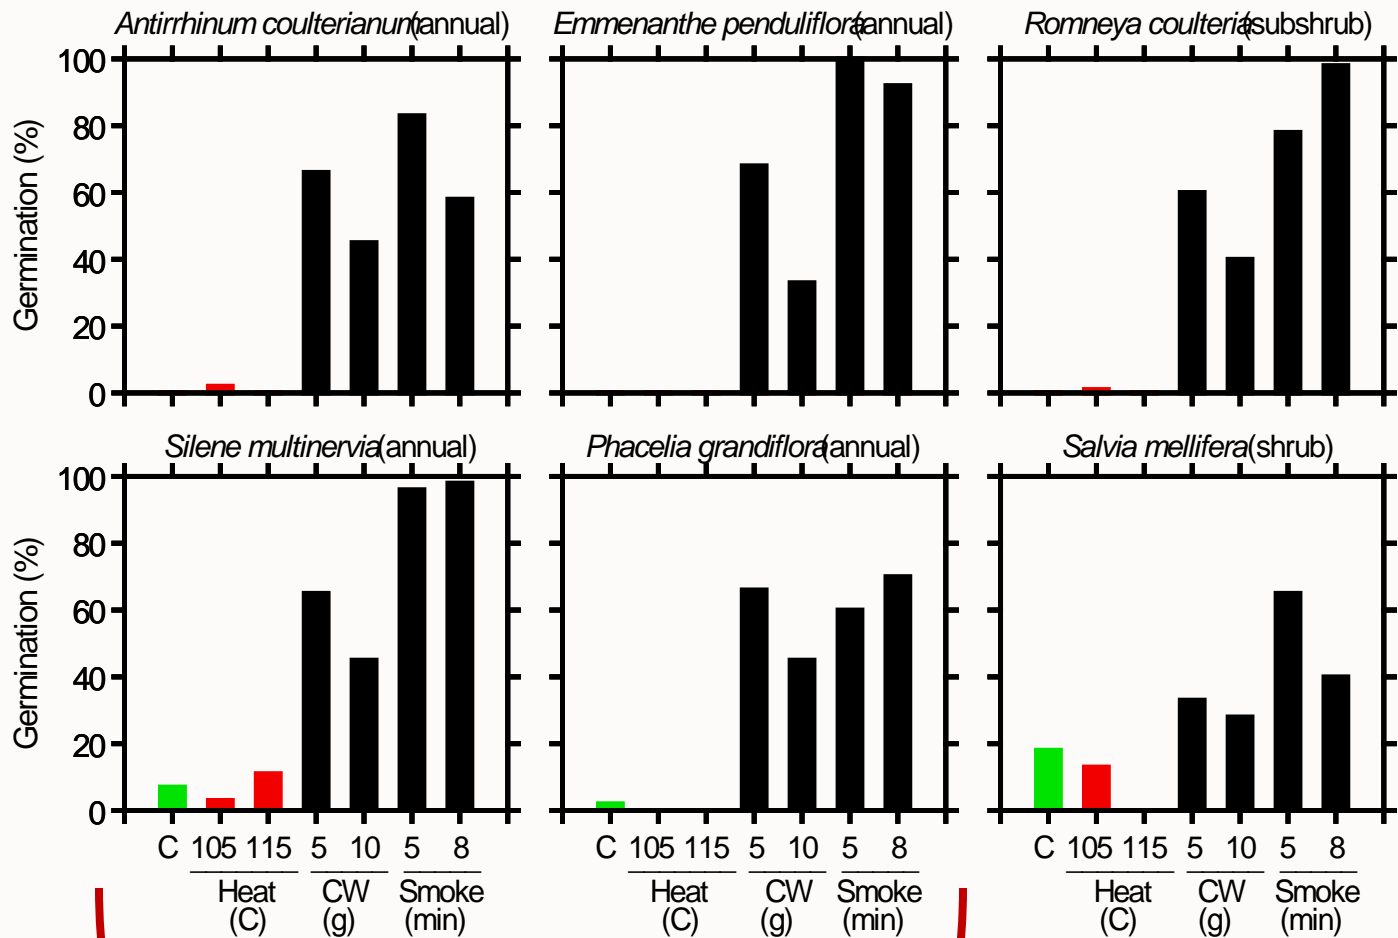 Antirrhinum coulterianum(annual) Emmenanthe penduliflora(annual) Romneya coulteria(subshrub)
Germination (%)
100
80
60
40
20
0
Silene multinervia(annual) Phacelia grandiflora(annual) Salvia mellifera(shrub)
Germination (%)
100
80
60
40
20
0
C 105 115 5 10 5 8 C 105 115 5 10 5 8 C 105 115 5 10 5 8
Heat CW Smoke Heat CW Smoke Heat CW Smoke
(C) (g) (min) (C) (g) (min) (C) (g) (min)